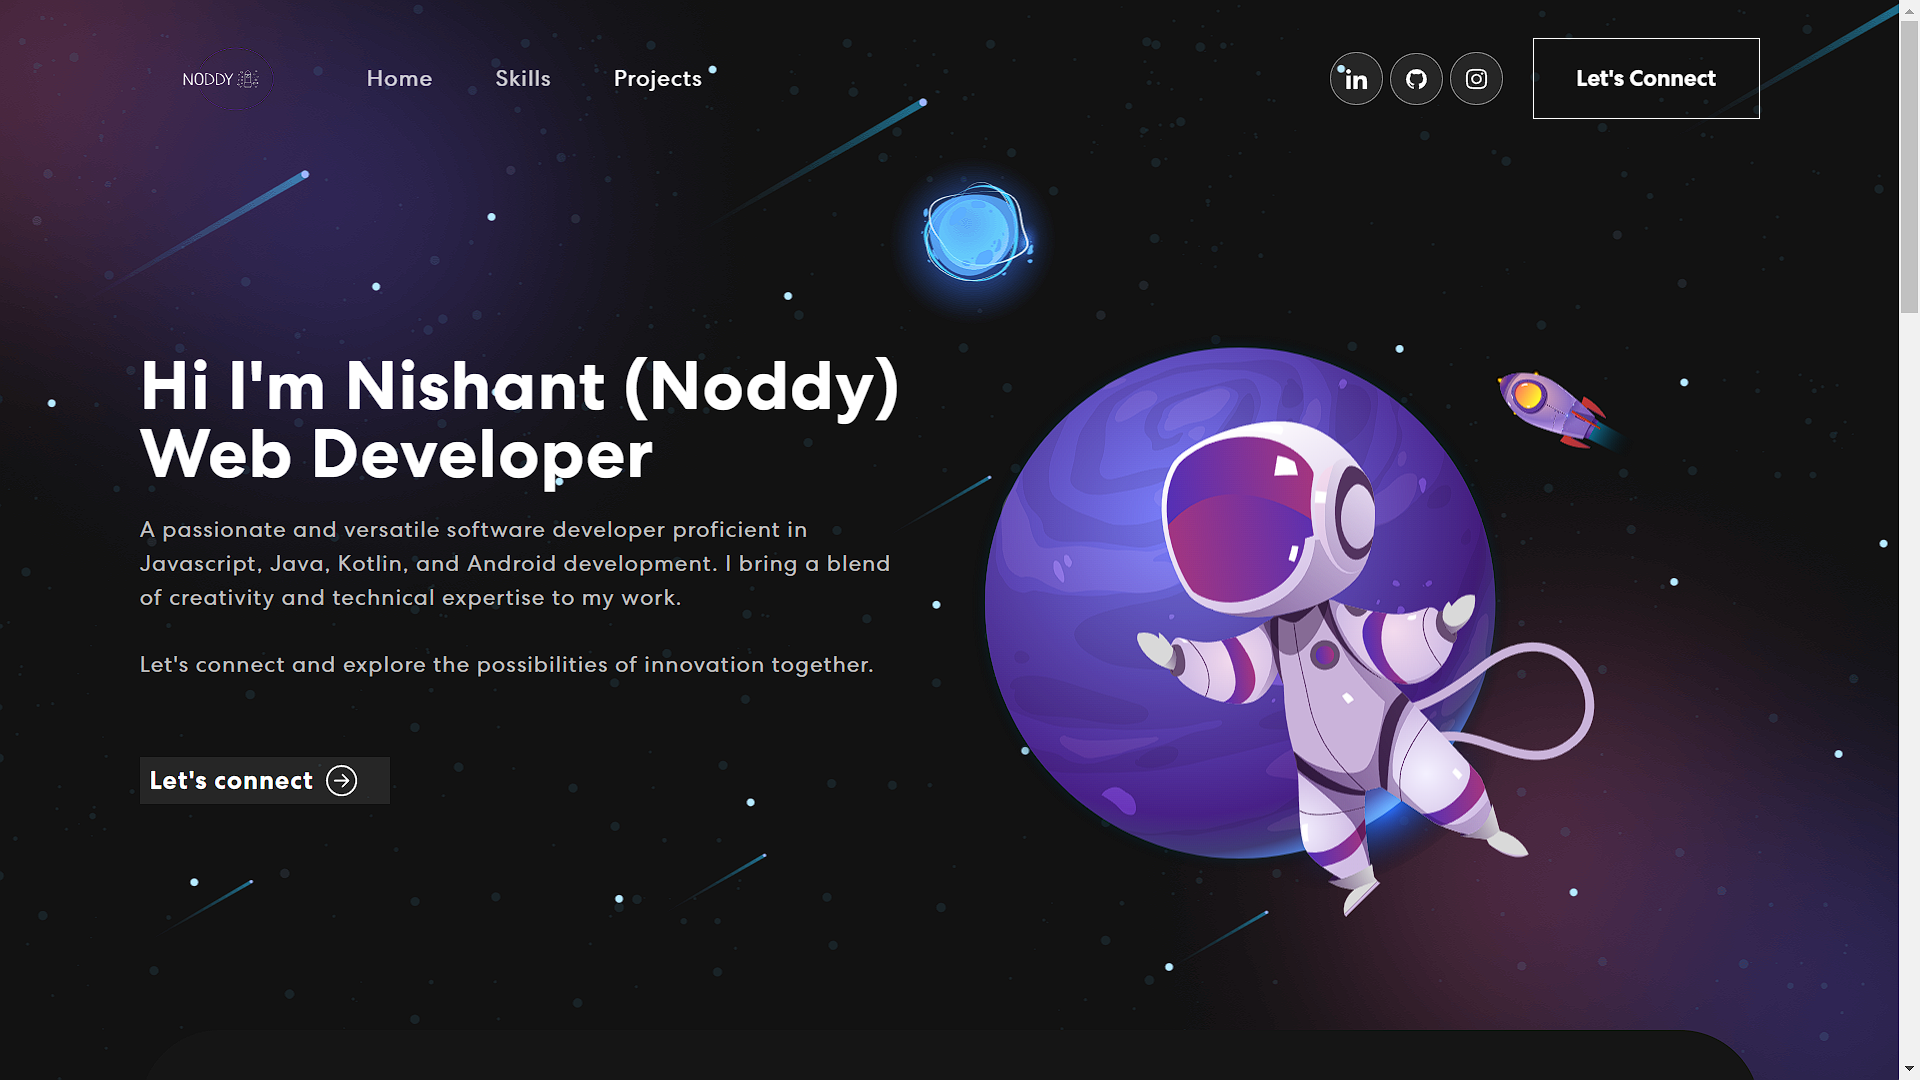 NODDY
Home
Skills
Projects
in
Let's Connect
Hi I'm Nishant (Noddy)
Web Developer
A passionate and versatile software developer proficient in
Javascript, Java, Kotlin, and Android development. I bring a blend
of creativity and technical expertise to my work.
Let's connect and explore the possibilities of innovation together.
Let's connect